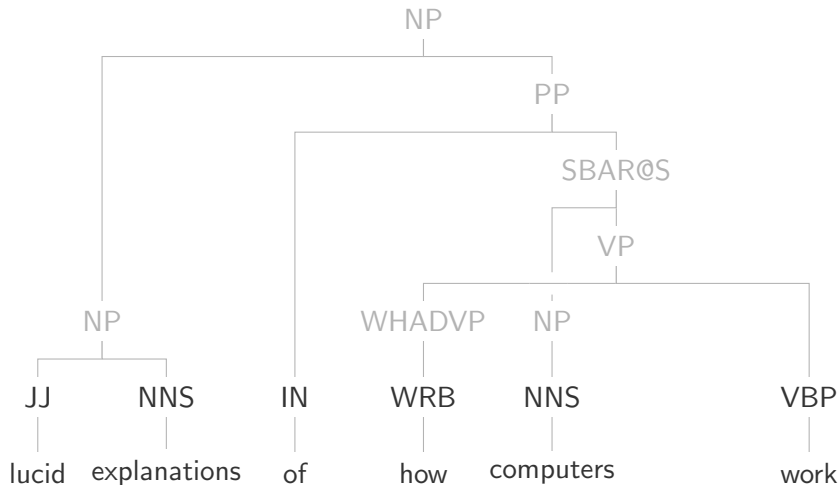 NP
PP
SBAR@S
VP
NP WHADVP NP
JJ NNS IN WRB NNS VBP
lucid explanations of how computers work